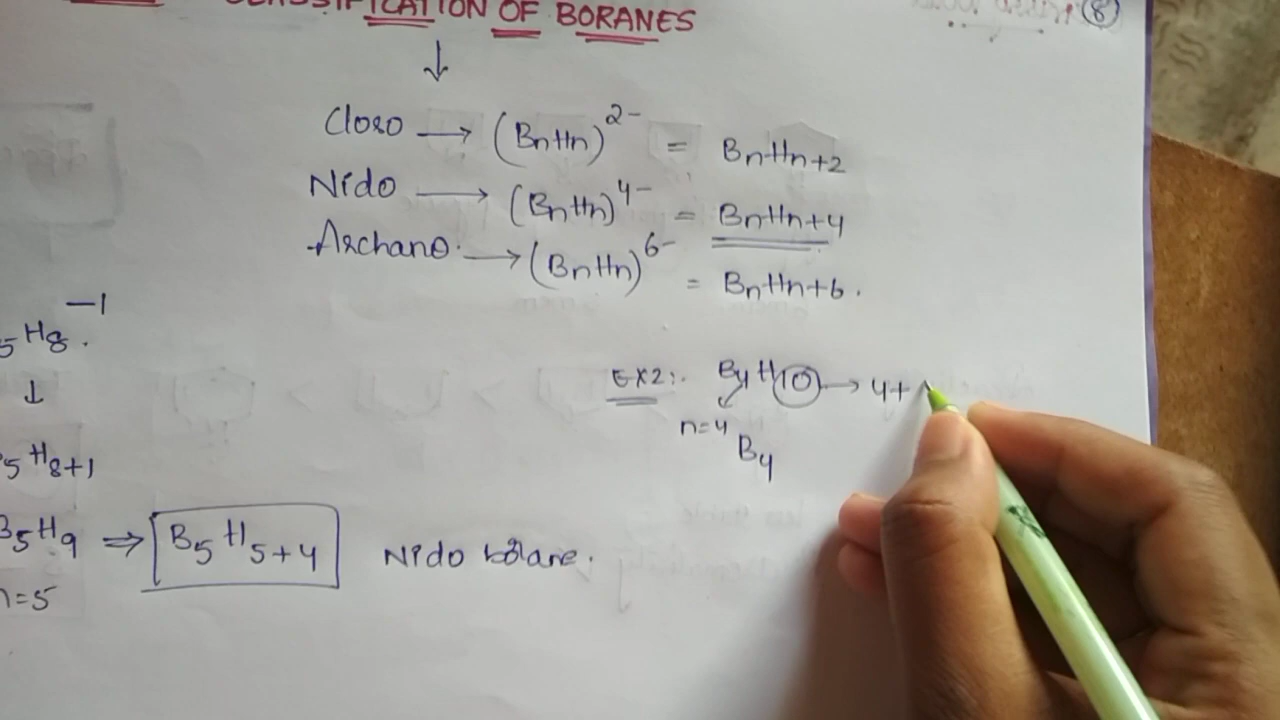 CLASSIFICATION OF BORANES
8
↓
Closo → (BnHn)2- = BnHn+2
Nido → (BnHn)4- = BnHn+4
Archano. → (BnHn)6- = BnHn+6.
5H8. -1
↓
5H8+1
B5H9 ⇒ B5H5+4 Nido borane.
n=5
EX2:- B4H10 → 4+
n=4
B4